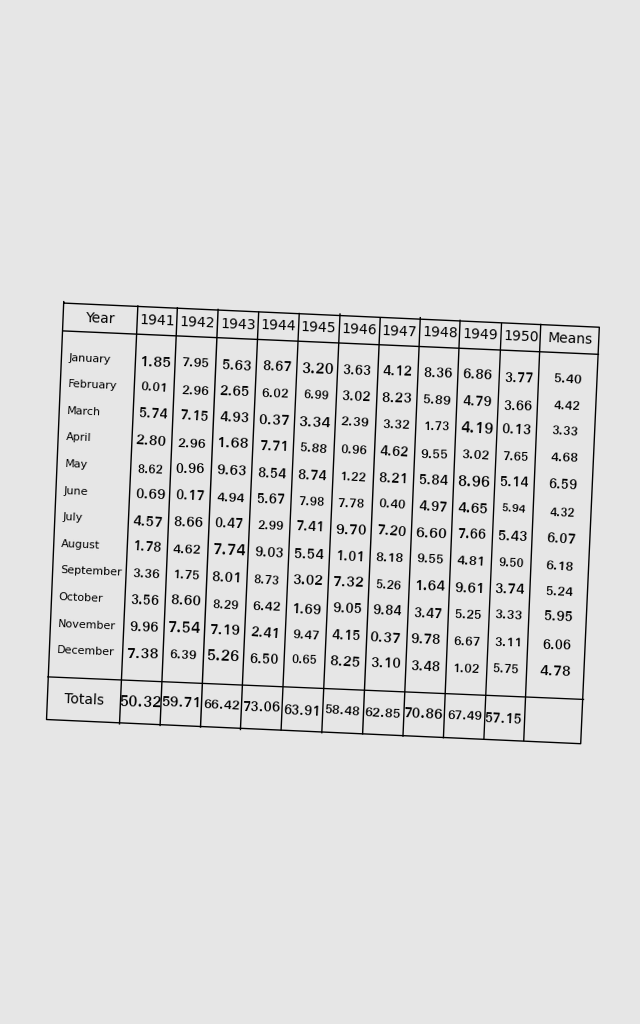 Year 1941 1942 1943 1944 1945 1946 1947 1948 1949 1950 Means
January 1.85 7.95 5.63 8.67 3.20 3.63 4.12 8.36 6.86 3.77 5.40
February 0.01 2.96 2.65 6.02 6.99 3.02 8.23 5.89 4.79 3.66 4.42
March 5.74 7.15 4.93 0.37 3.34 2.39 3.32 1.73 4.19 0.13 3.33
April 2.80 2.96 1.68 7.71 5.88 0.96 4.62 9.55 3.02 7.65 4.68
May 8.62 0.96 9.63 8.54 8.74 1.22 8.21 5.84 8.96 5.14 6.59
June 0.69 0.17 4.94 5.67 7.98 7.78 0.40 4.97 4.65 5.94 4.32
July 4.57 8.66 0.47 2.99 7.41 9.70 7.20 6.60 7.66 5.43 6.07
August 1.78 4.62 7.74 9.03 5.54 1.01 8.18 9.55 4.81 9.50 6.18
September 3.36 1.75 8.01 8.73 3.02 7.32 5.26 1.64 9.61 3.74 5.24
October 3.56 8.60 8.29 6.42 1.69 9.05 9.84 3.47 5.25 3.33 5.95
November 9.96 7.54 7.19 2.41 9.47 4.15 0.37 9.78 6.67 3.11 6.06
December 7.38 6.39 5.26 6.50 0.65 8.25 3.10 3.48 1.02 5.75 4.78
Totals 50.32 59.71 66.42 73.06 63.91 58.48 62.85 70.86 67.49 57.15